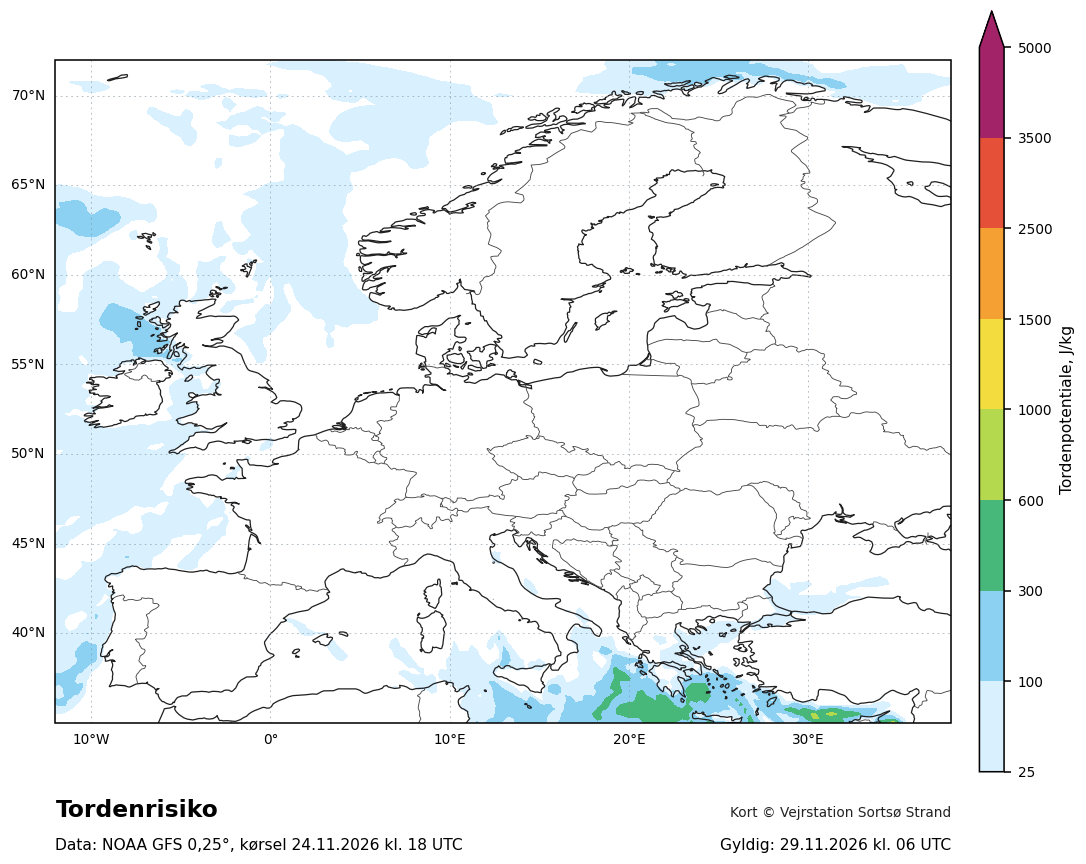 70°N
65°N
60°N
55°N
50°N
45°N
40°N
10°W
0°
10°E
20°E
30°E
5000
3500
2500
1500
1000
600
300
100
25
Tordenpotentiale, J/kg
Tordenrisiko
Kort © Vejrstation Sortsø Strand
Data: NOAA GFS 0,25°, kørsel 24.11.2026 kl. 18 UTC
Gyldig: 29.11.2026 kl. 06 UTC